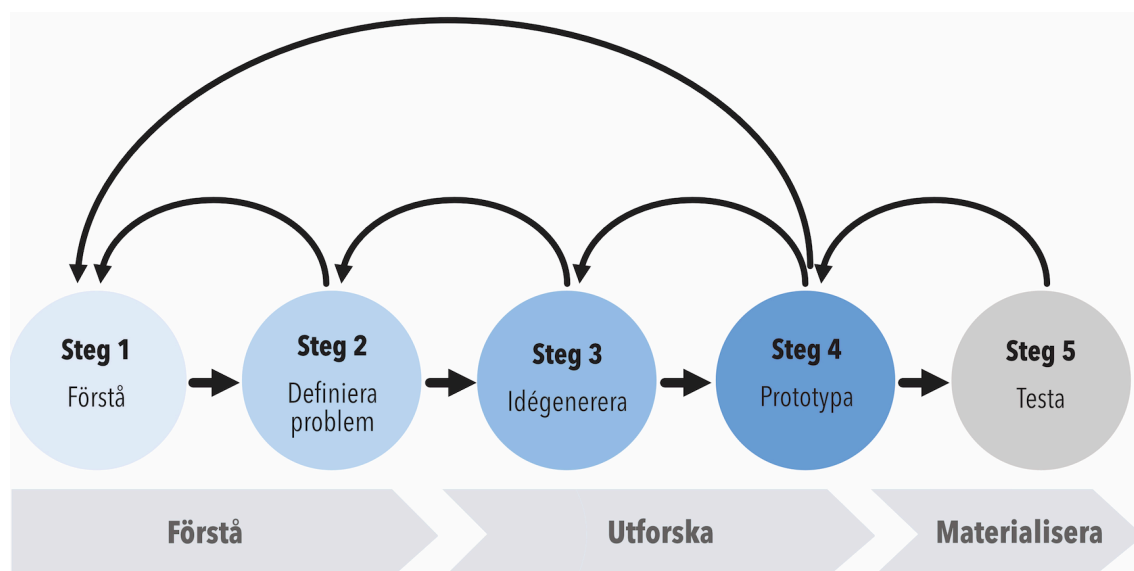 Steg 1
Förstå
Steg 2
Definiera
problem
Steg 3
Idégenerera
Steg 4
Prototypa
Steg 5
Testa
Förstå
Utforska
Materialisera